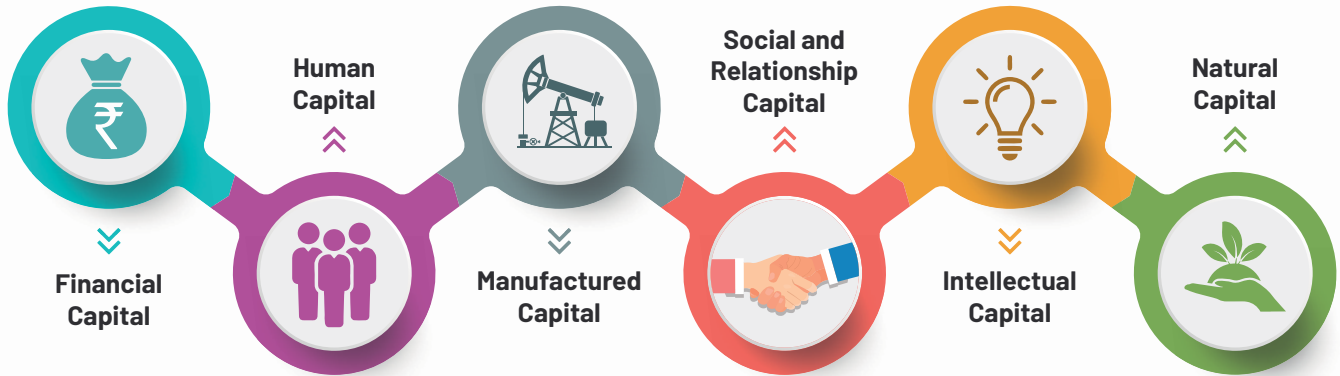 ₹
Financial
Capital
Human
Capital
Manufactured
Capital
Social and
Relationship
Capital
Intellectual
Capital
Natural
Capital